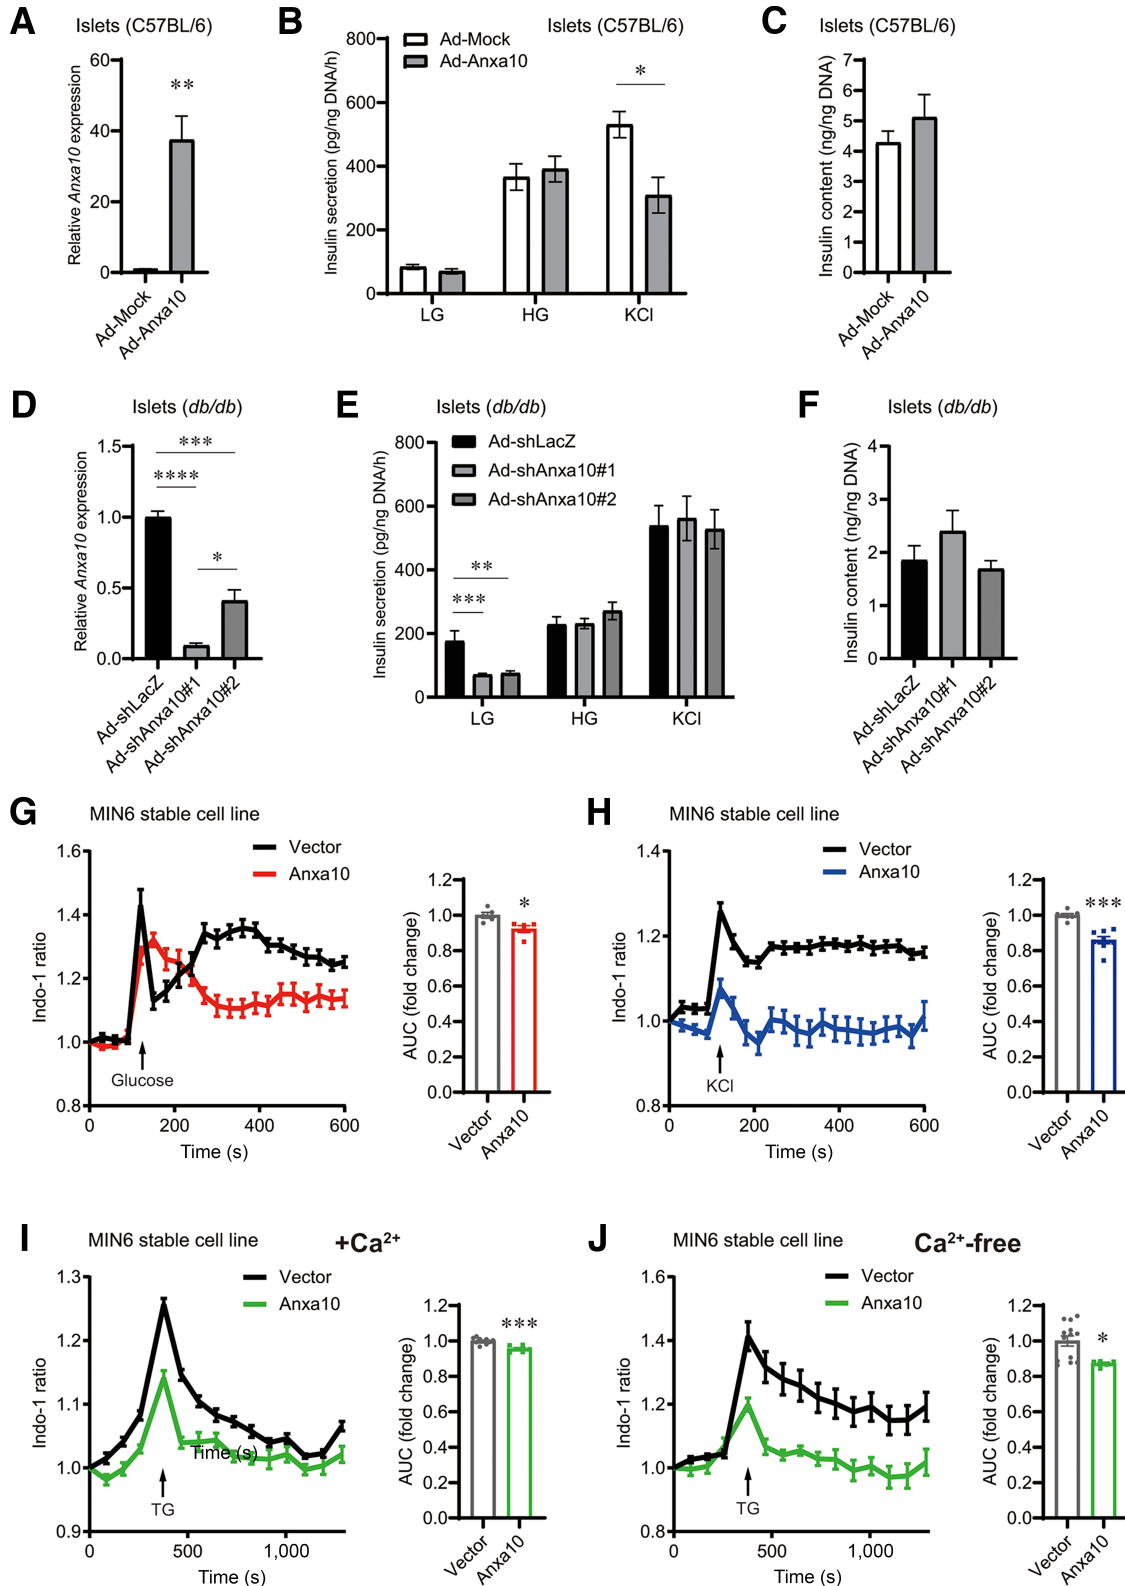 A
Islets (C57BL/6)
Relative Anxa10 expression
60
40
20
0
**
Ad-Mock
Ad-Anxa10
B
Islets (C57BL/6)
Ad-Mock
Ad-Anxa10
Insulin secretion (pg/ng DNA/h)
800
600
400
200
0
*
LG
HG
KCl
C
Islets (C57BL/6)
Insulin content (ng/ng DNA)
7
6
5
4
3
2
1
0
Ad-Mock
Ad-Anxa10
D
Islets (db/db)
Relative Anxa10 expression
1.5
1.0
0.5
0.0
***
****
*
Ad-shLacZ
Ad-shAnxa10#1
Ad-shAnxa10#2
E
Islets (db/db)
Ad-shLacZ
Ad-shAnxa10#1
Ad-shAnxa10#2
Insulin secretion (pg/ng DNA/h)
800
600
400
200
0
**
***
LG
HG
KCl
F
Islets (db/db)
Insulin content (ng/ng DNA)
4
3
2
1
0
Ad-shLacZ
Ad-shAnxa10#1
Ad-shAnxa10#2
G
MIN6 stable cell line
Vector
Anxa10
Indo-1 ratio
1.6
1.4
1.2
1.0
0.8
Glucose
0
200
400
600
Time (s)
AUC (fold change)
1.2
1.0
0.8
0.6
0.4
0.2
0.0
*
Vector
Anxa10
H
MIN6 stable cell line
Vector
Anxa10
Indo-1 ratio
1.4
1.2
1.0
0.8
KCl
0
200
400
600
Time (s)
AUC (fold change)
1.2
1.0
0.8
0.6
0.4
0.2
0.0
***
Vector
Anxa10
I
MIN6 stable cell line
+Ca²⁺
Vector
Anxa10
Indo-1 ratio
1.3
1.2
1.1
1.0
0.9
Time (s)
TG
0
500
1,000
Time (s)
AUC (fold change)
1.2
1.0
0.8
0.6
0.4
0.2
0.0
***
Vector
Anxa10
J
MIN6 stable cell line
Ca²⁺-free
Vector
Anxa10
Indo-1 ratio
1.6
1.4
1.2
1.0
0.8
TG
0
500
1,000
Time (s)
AUC (fold change)
1.2
1.0
0.8
0.6
0.4
0.2
0.0
*
Vector
Anxa10